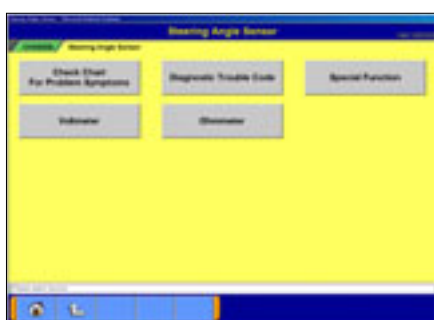 Steering Angle Sensor
Steering Angle Sensor
Check Chart
For Problem Symptoms
Diagnostic Trouble Code
Special Function
Voltmeter
Ohmmeter